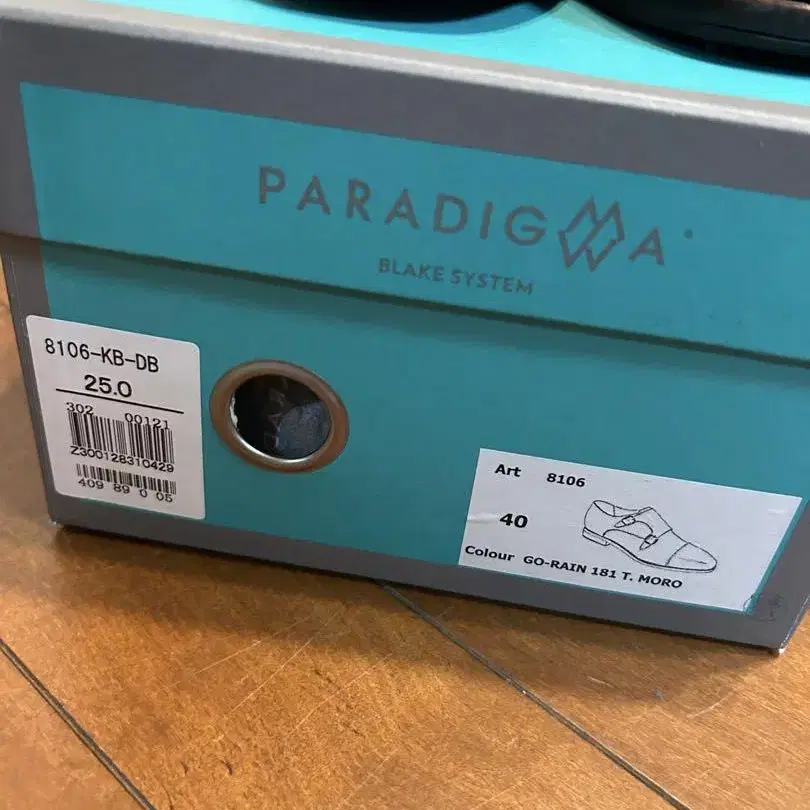 PARADIGMA
BLAKE SYSTEM
8106-KB-DB
25.0
302 00121
Z300128310429
409 89 0 05
Art 8106
40
Colour GO-RAIN 181 T. MORO